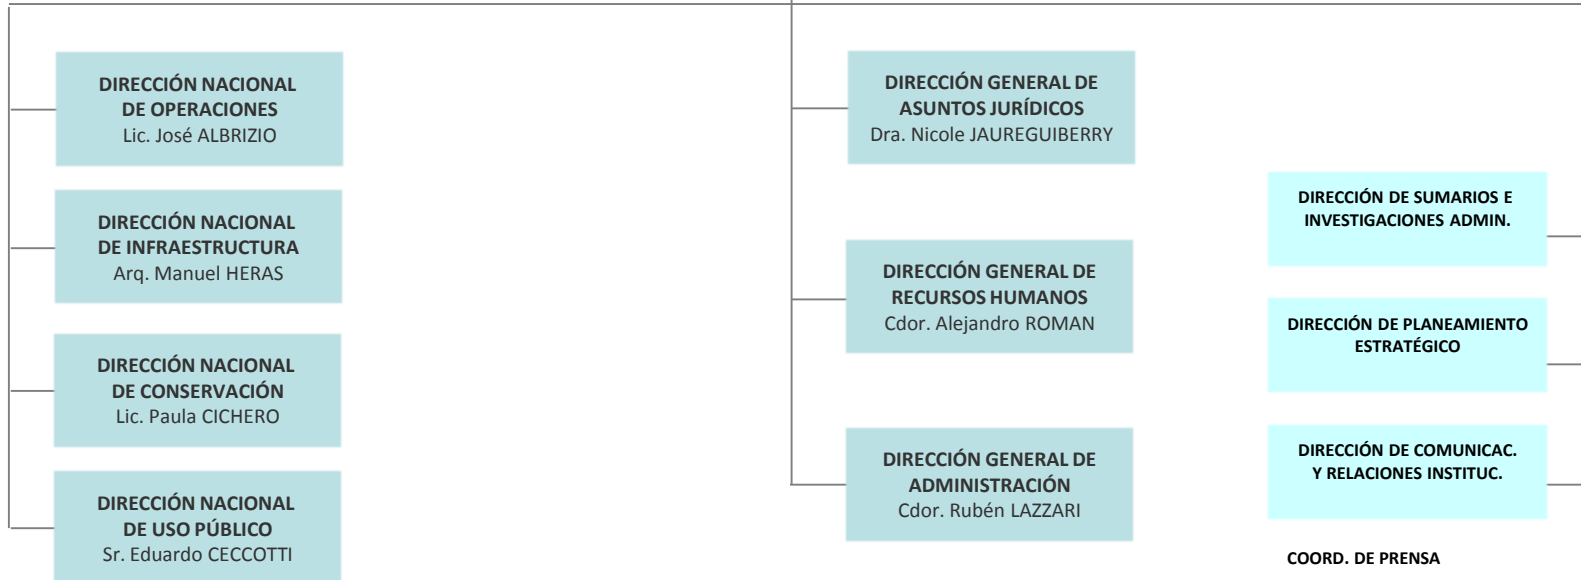 DIRECCIÓN NACIONAL
DE OPERACIONES
Lic. José ALBRIZIO
DIRECCIÓN NACIONAL
DE INFRAESTRUCTURA
Arq. Manuel HERAS
DIRECCIÓN NACIONAL
DE CONSERVACIÓN
Lic. Paula CICHERO
DIRECCIÓN NACIONAL
DE USO PÚBLICO
Sr. Eduardo CECCOTTI
DIRECCIÓN GENERAL DE
ASUNTOS JURÍDICOS
Dra. Nicole JAUREGUIBERRY
DIRECCIÓN GENERAL DE
RECURSOS HUMANOS
Cdor. Alejandro ROMAN
DIRECCIÓN GENERAL DE
ADMINISTRACIÓN
Cdor. Rubén LAZZARI
DIRECCIÓN DE SUMARIOS E
INVESTIGACIONES ADMIN.
DIRECCIÓN DE PLANEAMIENTO
ESTRATÉGICO
DIRECCIÓN DE COMUNICAC.
Y RELACIONES INSTITUC.
COORD. DE PRENSA